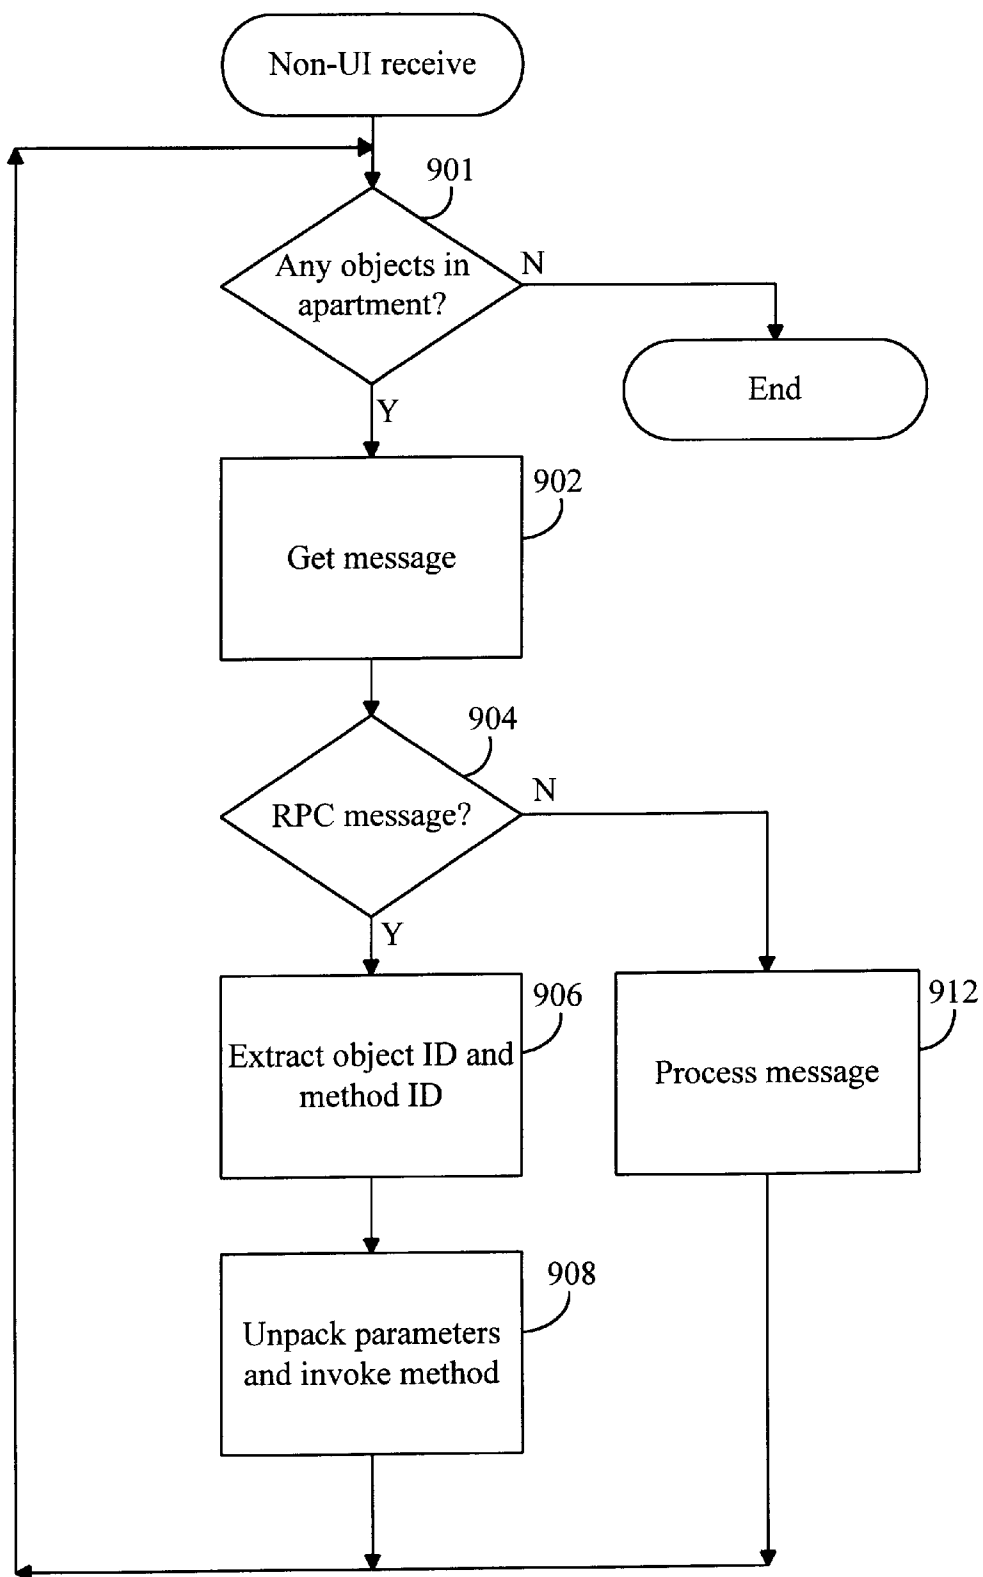 Non-UI receive
901
Any objects in
apartment?
N
End
Y
902
Get message
904
RPC message?
N
Y
906
Extract object ID and
method ID
912
Process message
908
Unpack parameters
and invoke method